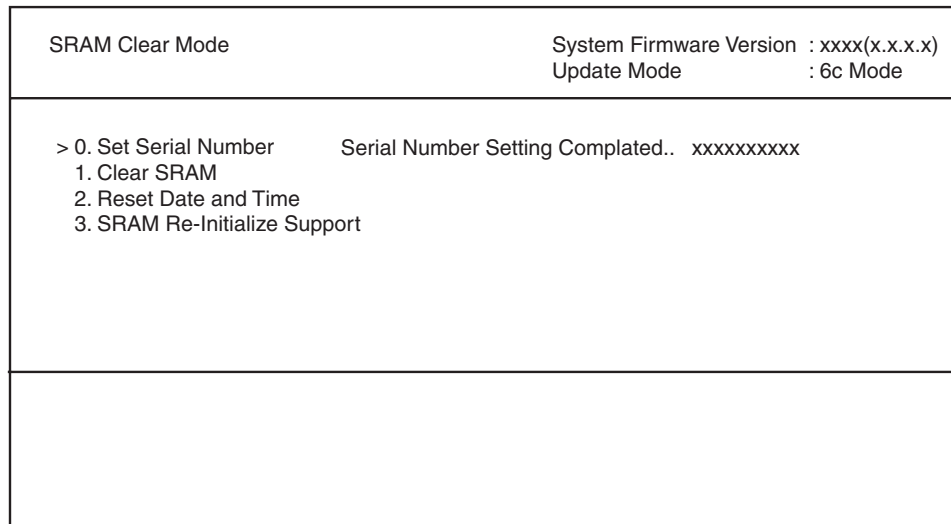 SRAM Clear Mode
System Firmware Version : xxxx(x.x.x.x)
Update Mode : 6c Mode
> 0. Set Serial Number Serial Number Setting Complated.. xxxxxxxxxx
1. Clear SRAM
2. Reset Date and Time
3. SRAM Re-Initialize Support